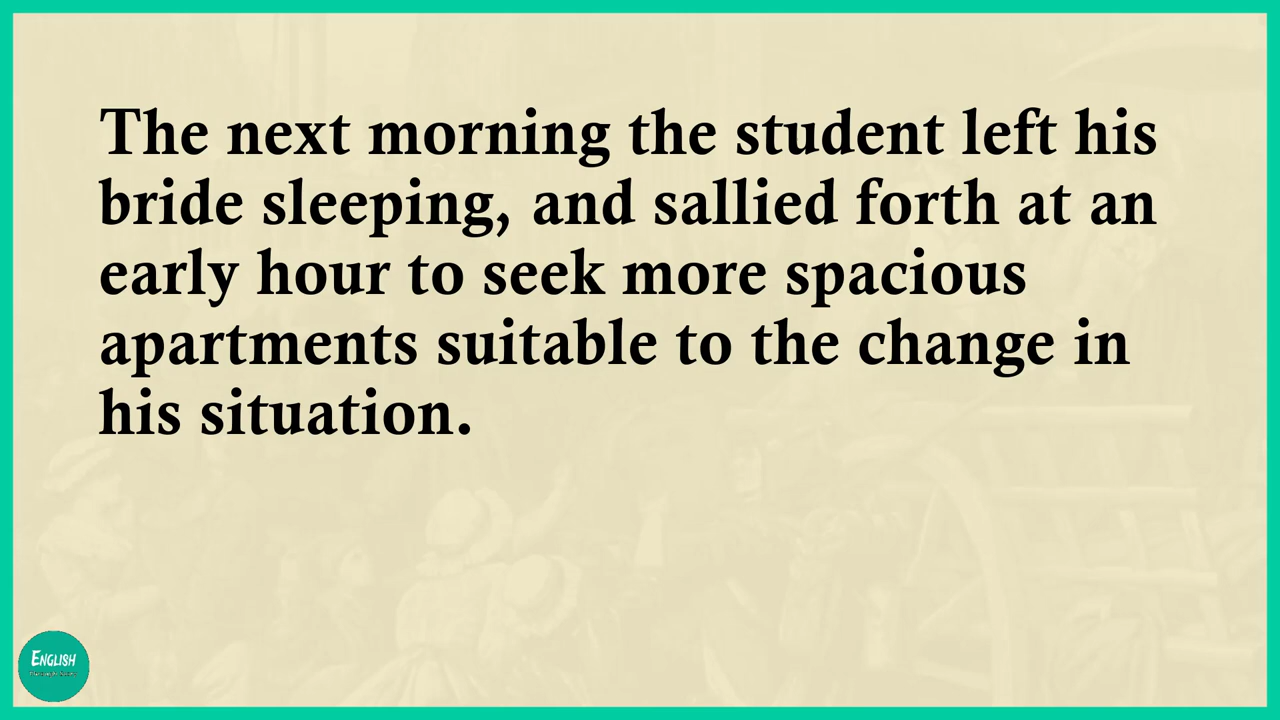 The next morning the student left his
bride sleeping, and sallied forth at an
early hour to seek more spacious
apartments suitable to the change in
his situation.
ENGLISH